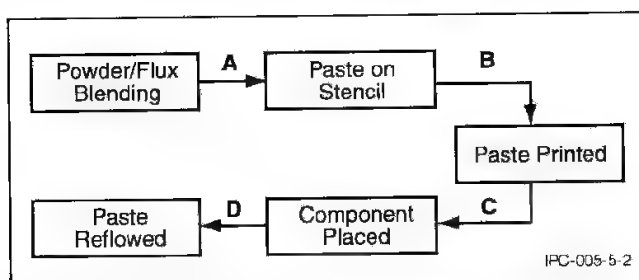 Powder/Flux
Blending
A
Paste on
Stencil
B
Paste Printed
C
Component
Placed
D
Paste
Reflowed
IPC-005-5-2